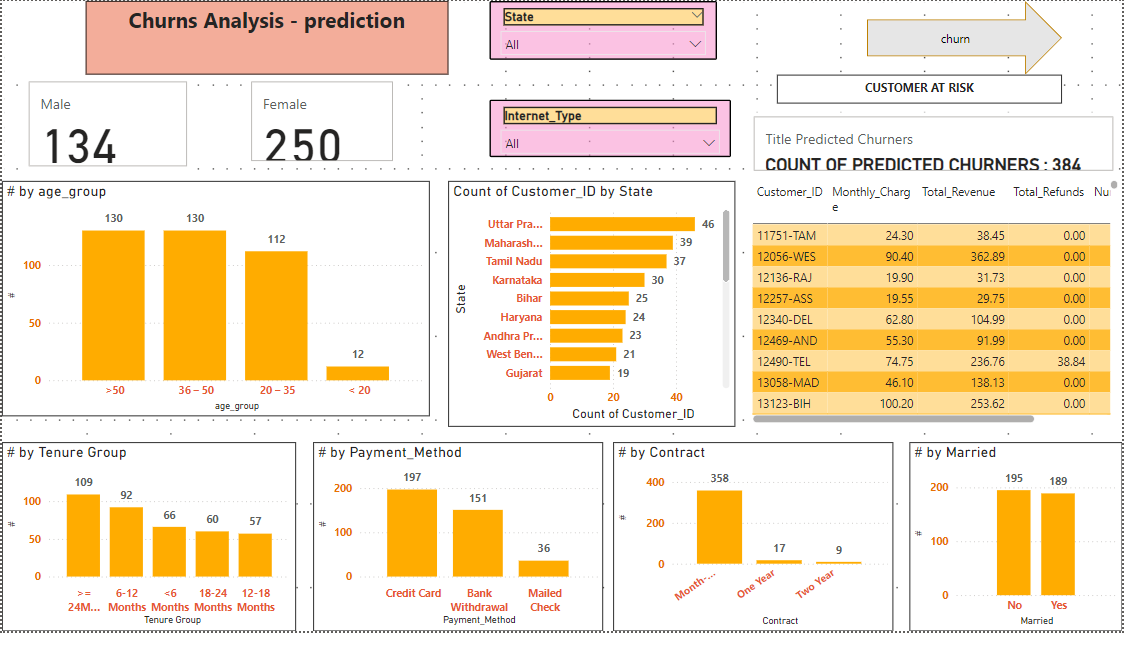 Churns Analysis - prediction
State
All
churn
CUSTOMER AT RISK
Male
134
Female
250
Internet_Type
All
Title Predicted Churners
COUNT OF PREDICTED CHURNERS : 384
# by age_group
130
130
112
12
100
50
0
#
>50
36 – 50
20 – 35
< 20
age_group
Count of Customer_ID by State
State
Uttar Pra... 46
Maharash... 39
Tamil Nadu 37
Karnataka 30
Bihar 25
Haryana 24
Andhra Pr... 23
West Ben... 21
Gujarat 19
0 20 40
Count of Customer_ID
Customer_ID Monthly_Charg Total_Revenue Total_Refunds Nu
e
11751-TAM 24.30 38.45 0.00
12056-WES 90.40 362.89 0.00
12136-RAJ 19.90 31.73 0.00
12257-ASS 19.55 29.75 0.00
12340-DEL 62.80 104.99 0.00
12469-AND 55.30 91.99 0.00
12490-TEL 74.75 236.76 38.84
13058-MAD 46.10 138.13 0.00
13123-BIH 100.20 253.62 0.00
# by Tenure Group
109
92
66
60
57
100
50
0
#
>= 6-12 <6 18-24 12-18
24M... Months Months Months Months
Tenure Group
# by Payment_Method
197
151
36
200
100
0
#
Credit Card Bank Mailed
Withdrawal Check
Payment_Method
# by Contract
358
17
9
400
200
0
#
Month-...
One Year
Two Year
Contract
# by Married
195
189
200
100
0
#
No Yes
Married